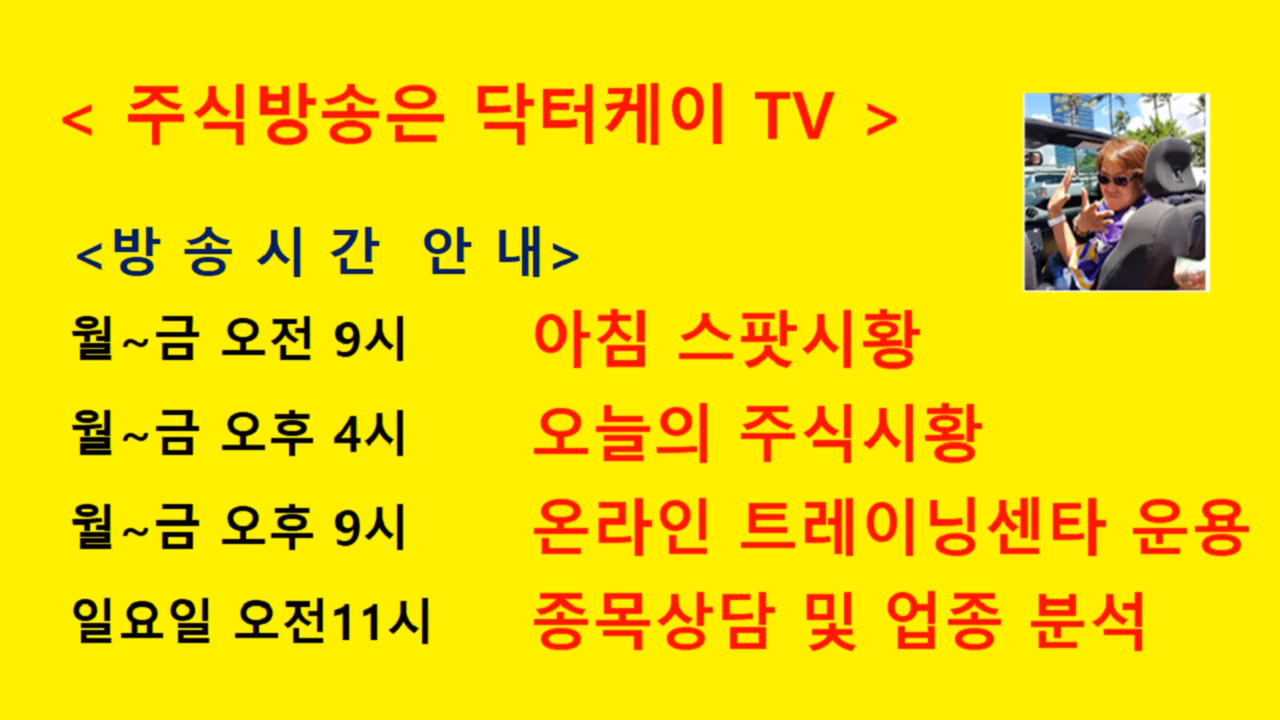 < 주식방송은 닥터케이 TV >
<방 송 시 간 안 내>
월~금 오전 9시 아침 스팟시황
월~금 오후 4시 오늘의 주식시황
월~금 오후 9시 온라인 트레이닝센타 운용
일요일 오전11시 종목상담 및 업종 분석